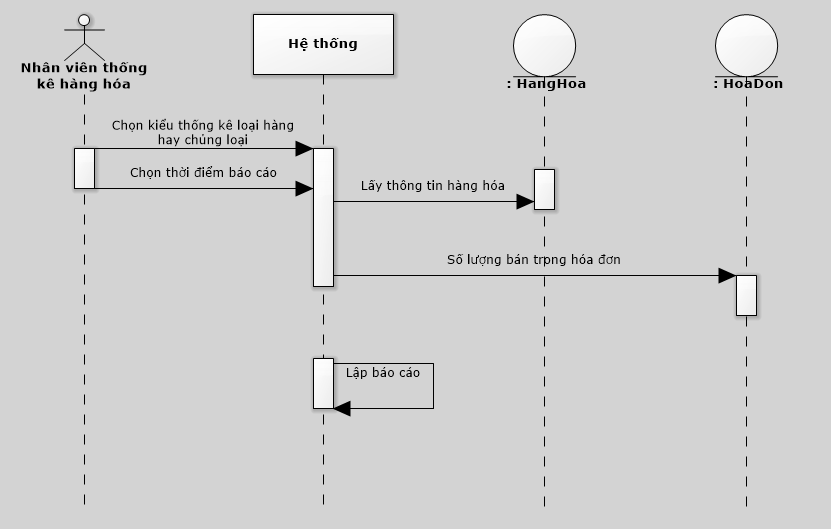 Hệ thống
Nhân viên thống
kê hàng hóa
: HangHoa
: HoaDon
Chọn kiểu thống kê loại hàng
hay chủng loại
Chọn thời điểm báo cáo
Lấy thông tin hàng hóa
Số lượng bán trong hóa đơn
Lập báo cáo